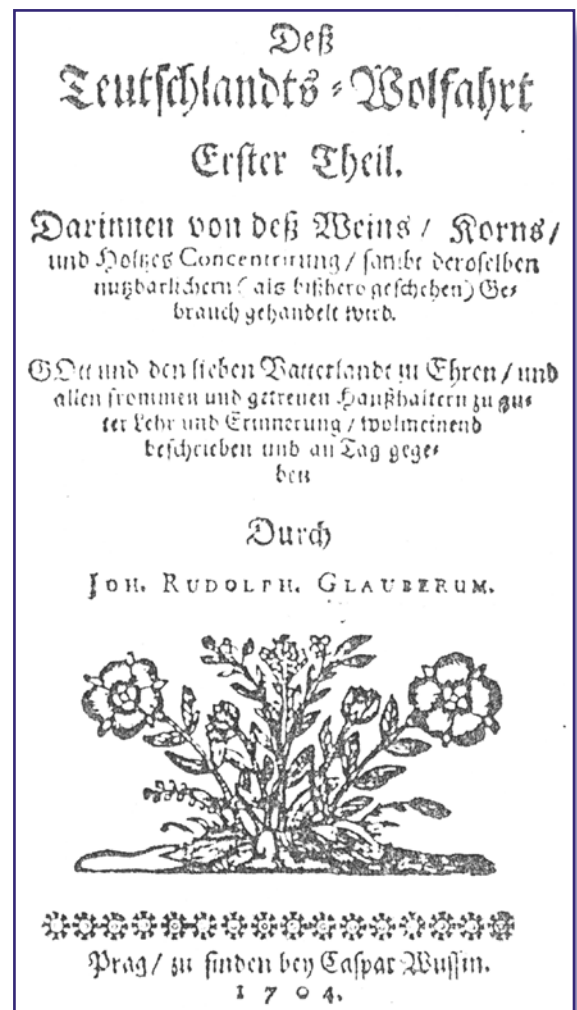 Deß
Teutschlandts-Wolfahrt
Erster Theil.
Darinnen von deß Weins / Korns /
und Holtzes Concentrirung / sambt deroselben
nutzbarlichern (als bißhero geschehen) Ge-
brauch gehandelt wird.
GOtt und den lieben Vatterlandt zu Ehren / und
allen frommen und getreuen Haußhaltern zu gu-
ter Lehr und Erinnerung / wolmeinend
beschrieben und an Tag gege-
ben
Durch
JOH. RUDOLPH. GLAUBERUM.
Prag / zu finden bey Caspar Wussin.
1704.